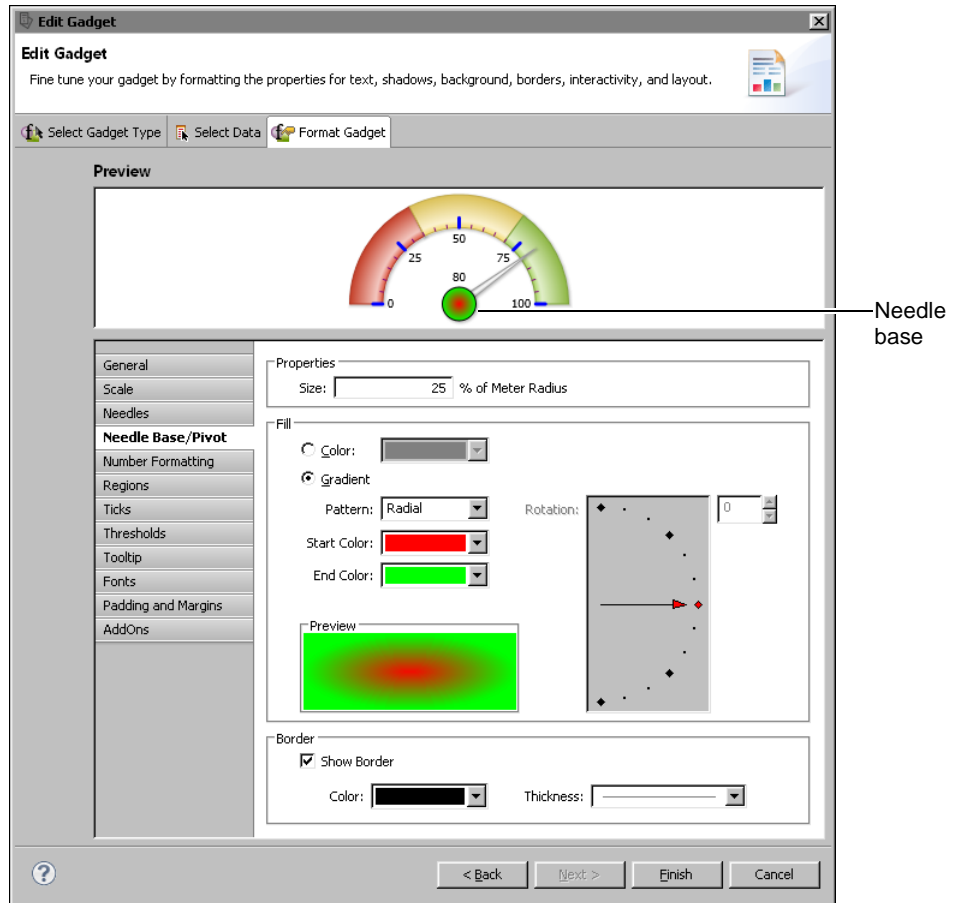 Edit Gadget
Edit Gadget
Fine tune your gadget by formatting the properties for text, shadows, background, borders, interactivity, and layout.
Select Gadget Type
Select Data
Format Gadget
Preview
50
25
75
80
0
100
Needle
base
General
Scale
Needles
Needle Base/Pivot
Number Formatting
Regions
Ticks
Thresholds
Tooltip
Fonts
Padding and Margins
AddOns
Properties
Size: 25 % of Meter Radius
Fill
Color:
Gradient
Pattern: Radial
Rotation: 0
Start Color:
End Color:
Preview
Border
Show Border
Color:
Thickness:
?
< Back
Next >
Finish
Cancel